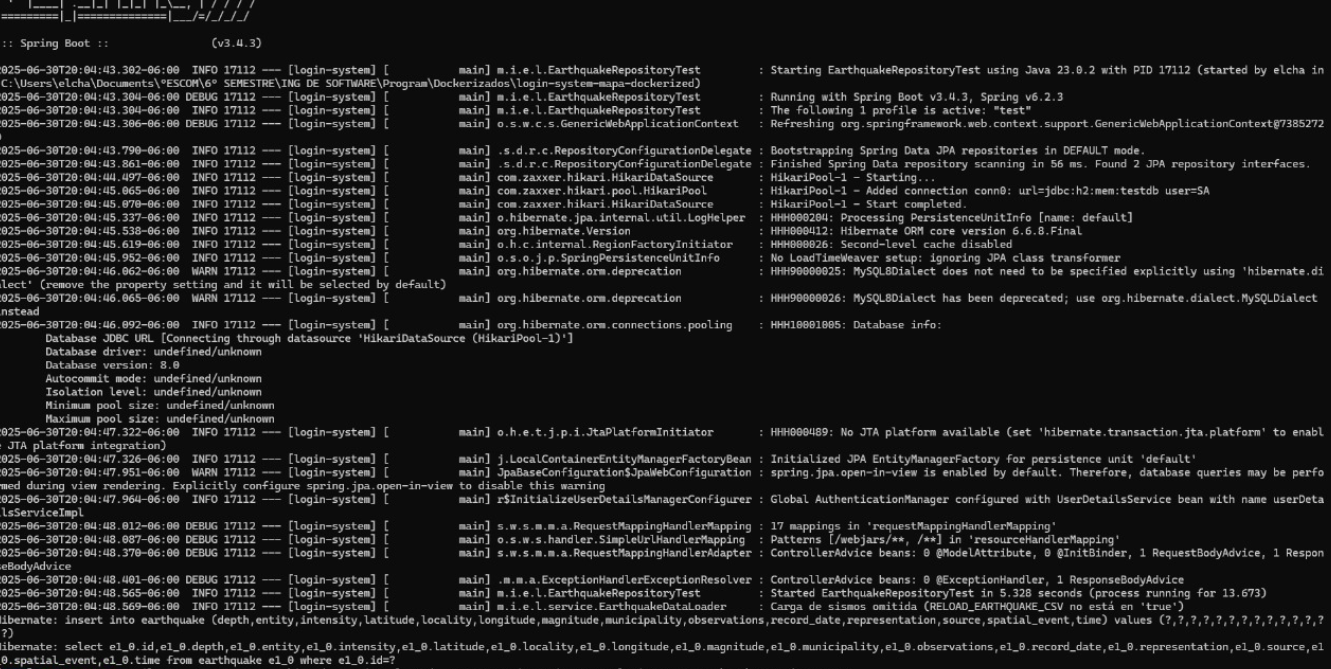 =========|_|==============|___/=/_/_/_/
:: Spring Boot ::                (v3.4.3)
2025-06-30T20:04:43.302-06:00  INFO 17112 --- [login-system] [           main] m.i.e.l.EarthquakeRepositoryTest         : Starting EarthquakeRepositoryTest using Java 23.0.2 with PID 17112 (started by elcha in
C:\Users\elcha\Documents\°ESCOM\6° SEMESTRE\ING DE SOFTWARE\Program\Dockerizados\login-system-mapa-dockerized)
2025-06-30T20:04:43.304-06:00 DEBUG 17112 --- [login-system] [           main] m.i.e.l.EarthquakeRepositoryTest         : Running with Spring Boot v3.4.3, Spring v6.2.3
2025-06-30T20:04:43.304-06:00  INFO 17112 --- [login-system] [           main] m.i.e.l.EarthquakeRepositoryTest         : The following 1 profile is active: "test"
2025-06-30T20:04:43.306-06:00 DEBUG 17112 --- [login-system] [           main] o.s.w.c.s.GenericWebApplicationContext   : Refreshing org.springframework.web.context.support.GenericWebApplicationContext@7385272
)
2025-06-30T20:04:43.790-06:00  INFO 17112 --- [login-system] [           main] .s.d.r.c.RepositoryConfigurationDelegate : Bootstrapping Spring Data JPA repositories in DEFAULT mode.
2025-06-30T20:04:43.861-06:00  INFO 17112 --- [login-system] [           main] .s.d.r.c.RepositoryConfigurationDelegate : Finished Spring Data repository scanning in 56 ms. Found 2 JPA repository interfaces.
2025-06-30T20:04:44.497-06:00  INFO 17112 --- [login-system] [           main] com.zaxxer.hikari.HikariDataSource       : HikariPool-1 - Starting...
2025-06-30T20:04:45.065-06:00  INFO 17112 --- [login-system] [           main] com.zaxxer.hikari.pool.HikariPool        : HikariPool-1 - Added connection conn0: url=jdbc:h2:mem:testdb user=SA
2025-06-30T20:04:45.070-06:00  INFO 17112 --- [login-system] [           main] com.zaxxer.hikari.HikariDataSource       : HikariPool-1 - Start completed.
2025-06-30T20:04:45.337-06:00  INFO 17112 --- [login-system] [           main] o.hibernate.jpa.internal.util.LogHelper  : HHH000204: Processing PersistenceUnitInfo [name: default]
2025-06-30T20:04:45.538-06:00  INFO 17112 --- [login-system] [           main] org.hibernate.Version                    : HHH000412: Hibernate ORM core version 6.6.8.Final
2025-06-30T20:04:45.619-06:00  INFO 17112 --- [login-system] [           main] o.h.c.internal.RegionFactoryInitiator    : HHH000026: Second-level cache disabled
2025-06-30T20:04:45.952-06:00  INFO 17112 --- [login-system] [           main] o.s.o.j.p.SpringPersistenceUnitInfo      : No LoadTimeWeaver setup: ignoring JPA class transformer
2025-06-30T20:04:46.062-06:00  WARN 17112 --- [login-system] [           main] org.hibernate.orm.deprecation            : HHH90000025: MySQL8Dialect does not need to be specified explicitly using 'hibernate.di
alect' (remove the property setting and it will be selected by default)
2025-06-30T20:04:46.065-06:00  WARN 17112 --- [login-system] [           main] org.hibernate.orm.deprecation            : HHH90000026: MySQL8Dialect has been deprecated; use org.hibernate.dialect.MySQLDialect
instead
2025-06-30T20:04:46.092-06:00  INFO 17112 --- [login-system] [           main] org.hibernate.orm.connections.pooling    : HHH10001005: Database info:
Database JDBC URL [Connecting through datasource 'HikariDataSource (HikariPool-1)']
Database driver: undefined/unknown
Database version: 8.0
Autocommit mode: undefined/unknown
Isolation level: undefined/unknown
Minimum pool size: undefined/unknown
Maximum pool size: undefined/unknown
2025-06-30T20:04:47.322-06:00  INFO 17112 --- [login-system] [           main] o.h.e.t.j.p.i.JtaPlatformInitiator       : HHH000489: No JTA platform available (set 'hibernate.transaction.jta.platform' to enabl
e JTA platform integration)
2025-06-30T20:04:47.326-06:00  INFO 17112 --- [login-system] [           main] j.LocalContainerEntityManagerFactoryBean : Initialized JPA EntityManagerFactory for persistence unit 'default'
2025-06-30T20:04:47.951-06:00  WARN 17112 --- [login-system] [           main] JpaBaseConfiguration$JpaWebConfiguration : spring.jpa.open-in-view is enabled by default. Therefore, database queries may be perfo
rmed during view rendering. Explicitly configure spring.jpa.open-in-view to disable this warning
2025-06-30T20:04:47.964-06:00  INFO 17112 --- [login-system] [           main] r$InitializeUserDetailsManagerConfigurer : Global AuthenticationManager configured with UserDetailsService bean with name userDeta
ilsServiceImpl
2025-06-30T20:04:48.012-06:00 DEBUG 17112 --- [login-system] [           main] s.w.s.m.m.a.RequestMappingHandlerMapping : 17 mappings in 'requestMappingHandlerMapping'
2025-06-30T20:04:48.087-06:00 DEBUG 17112 --- [login-system] [           main] o.s.w.s.handler.SimpleUrlHandlerMapping  : Patterns [/webjars/**, /**] in 'resourceHandlerMapping'
2025-06-30T20:04:48.370-06:00 DEBUG 17112 --- [login-system] [           main] s.w.s.m.m.a.RequestMappingHandlerAdapter : ControllerAdvice beans: 0 @ModelAttribute, 0 @InitBinder, 1 RequestBodyAdvice, 1 Respon
seBodyAdvice
2025-06-30T20:04:48.401-06:00 DEBUG 17112 --- [login-system] [           main] .m.m.a.ExceptionHandlerExceptionResolver : ControllerAdvice beans: 0 @ExceptionHandler, 1 ResponseBodyAdvice
2025-06-30T20:04:48.565-06:00  INFO 17112 --- [login-system] [           main] m.i.e.l.EarthquakeRepositoryTest         : Started EarthquakeRepositoryTest in 5.328 seconds (process running for 13.673)
2025-06-30T20:04:48.569-06:00  INFO 17112 --- [login-system] [           main] m.i.e.l.service.EarthquakeDataLoader     : Carga de sismos omitida (RELOAD_EARTHQUAKE_CSV no está en 'true')
Hibernate: insert into earthquake (depth,entity,intensity,latitude,locality,longitude,magnitude,municipality,observations,record_date,representation,source,spatial_event,time) values (?,?,?,?,?,?,?,?,?,?,?,?,?
?)
Hibernate: select e1_0.id,e1_0.depth,e1_0.entity,e1_0.intensity,e1_0.latitude,e1_0.locality,e1_0.longitude,e1_0.magnitude,e1_0.municipality,e1_0.observations,e1_0.record_date,e1_0.representation,e1_0.source,e1
_0.spatial_event,e1_0.time from earthquake e1_0 where e1_0.id=?